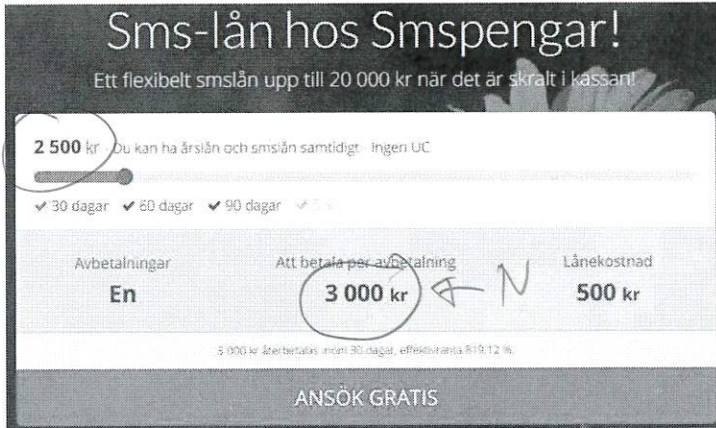 Sms-lån hos Smspengar!
Ett flexibelt smslån upp till 20 000 kr när det är skralt i kassan!
2 500 kr - Du kan ha årslån och smslån samtidigt - Ingen UC
✔ 30 dagar ✔ 60 dagar ✔ 90 dagar ✔
Avbetalningar Att betala per avbetalning Lånekostnad
En 3 000 kr ← N 500 kr
3 000 kr återbetalas inom 30 dagar, effektivränta 819,12 %.
ANSÖK GRATIS